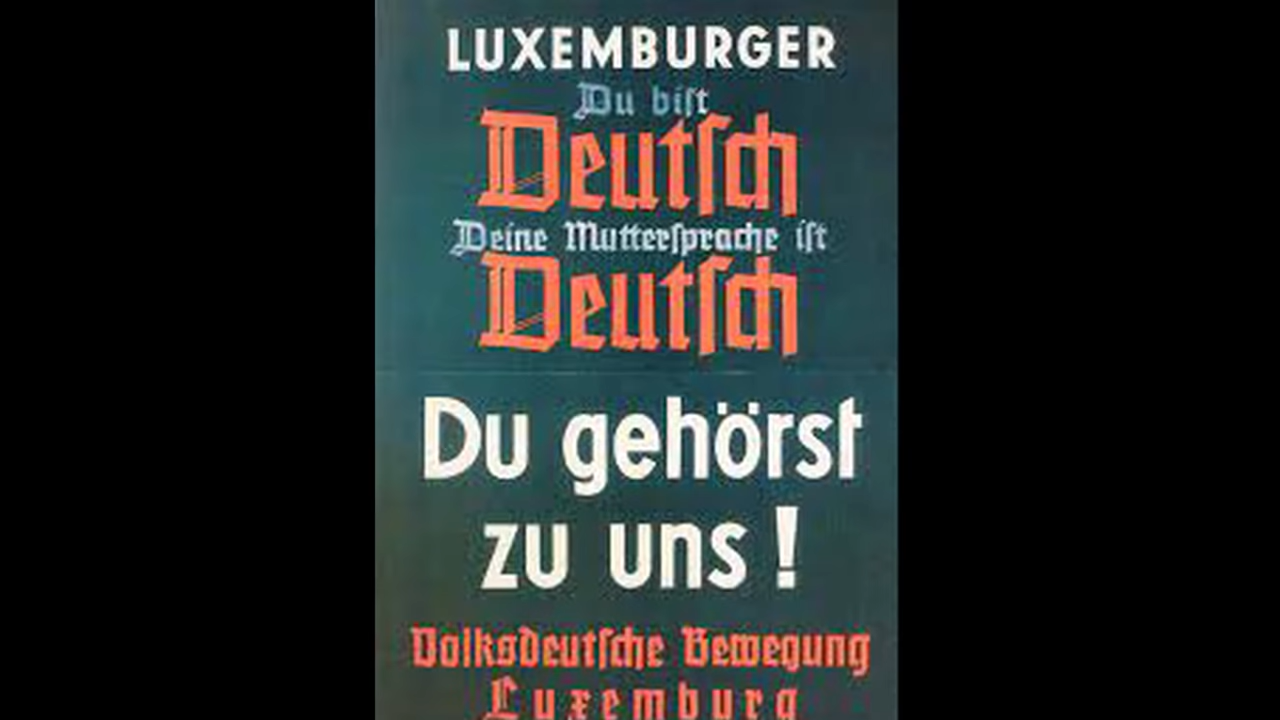 LUXEMBURGER
Du biſt
Deutſch
Deine Mutterſprache iſt
Deutſch
Du gehörst
zu uns !
Volksdeutſche Bewegung
Luxemburg